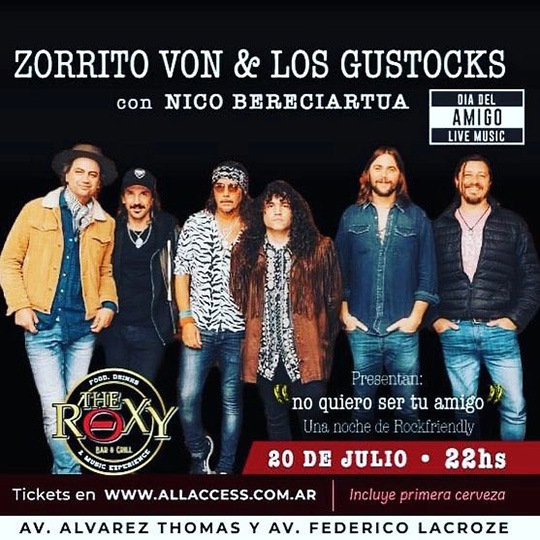 ZORRITO VON & LOS GUSTOCKS
con NICO BERECIARTUA
DIA DEL
AMIGO
LIVE MUSIC
Presentan:
"no quiero ser tu amigo"
Una noche de Rockfriendly
FOOD, DRINKS
THE
ROXY
BAR & GRILL
& MUSIC EXPERIENCE
20 DE JULIO • 22hs
Tickets en WWW.ALLACCESS.COM.AR | Incluye primera cerveza
AV. ALVAREZ THOMAS Y AV. FEDERICO LACROZE